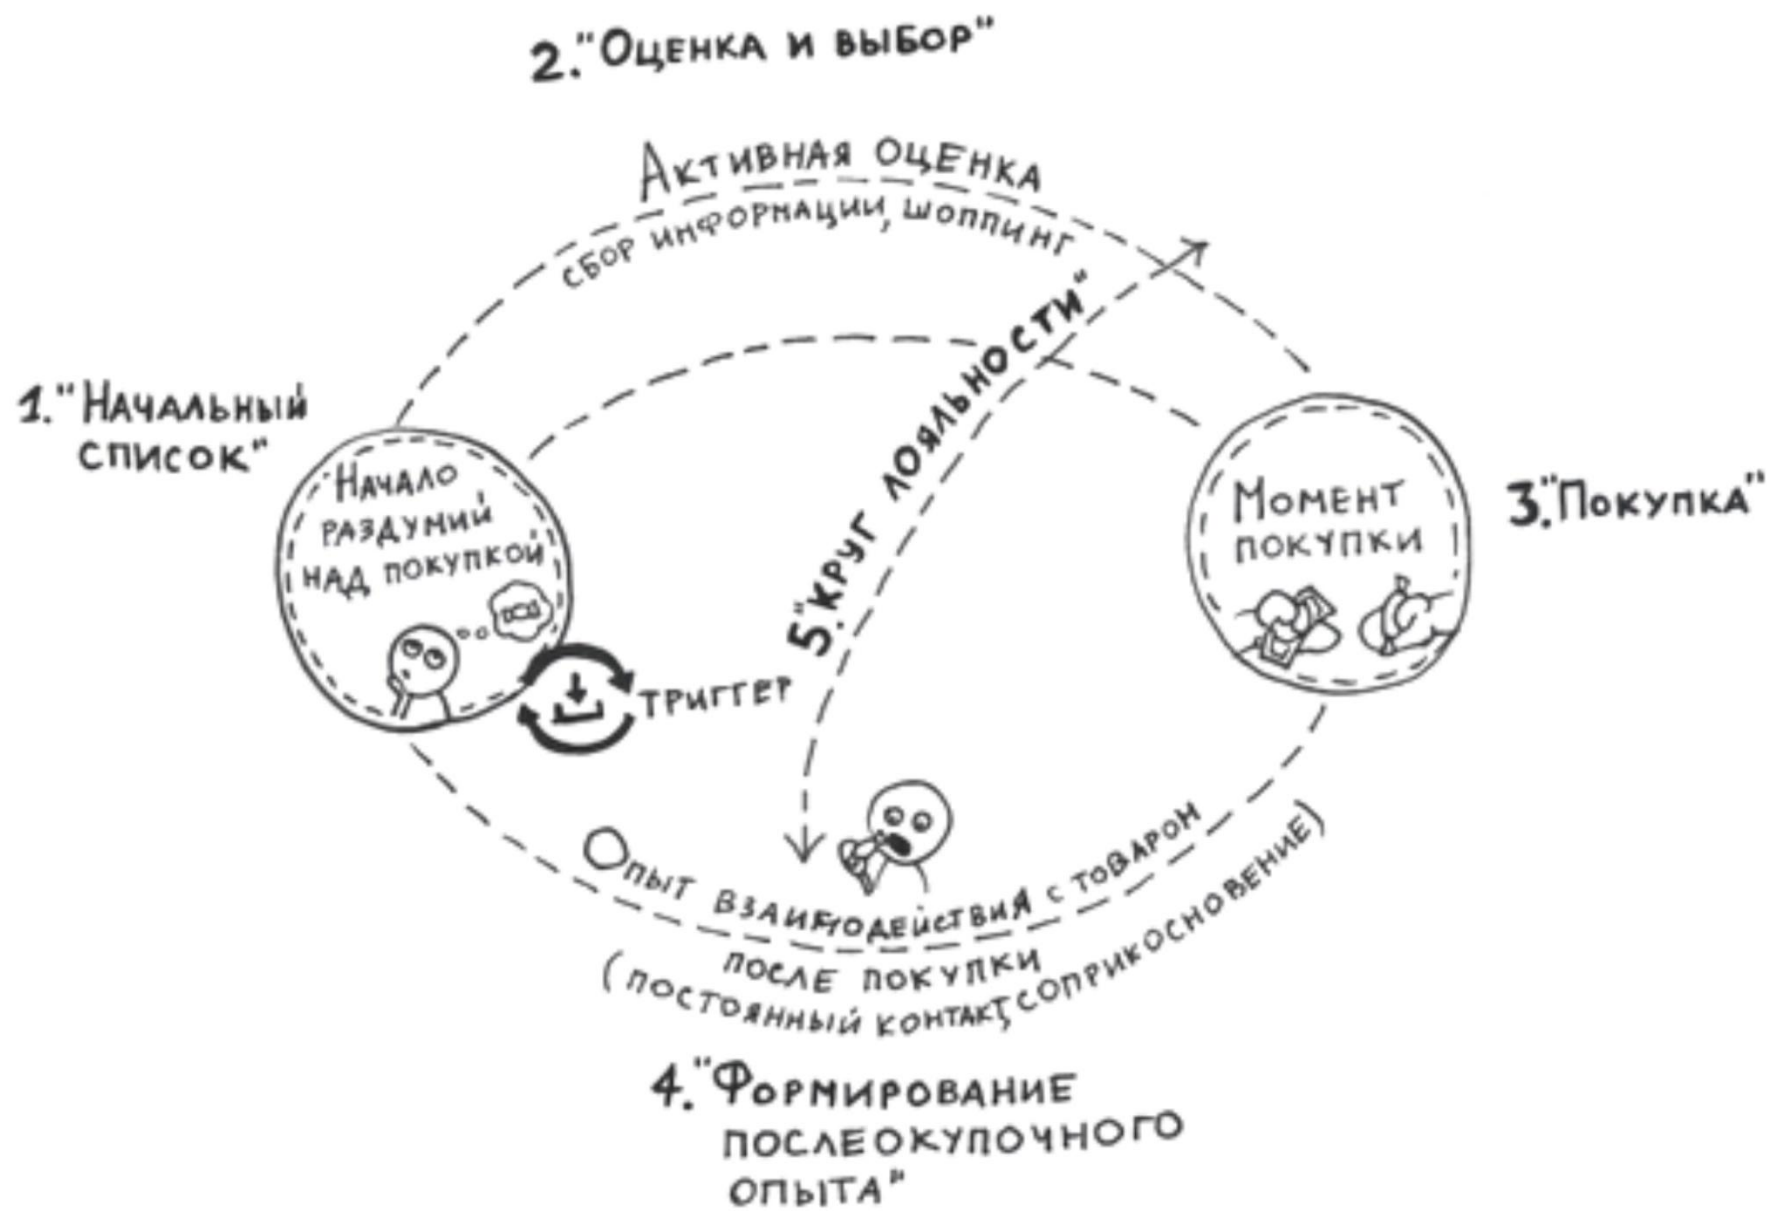 2. "Оценка и выбор"
Активная оценка
сбор информации, шоппинг
1. "Начальный
список"
Начало
раздумий
над покупкой
триггер
5. "Круг лояльности"
Момент
покупки
3. "Покупка"
Опыт взаимодействия с товаром
после покупки
(постоянный контакт, соприкосновение)
4. "Формирование
послеокупочного
опыта"